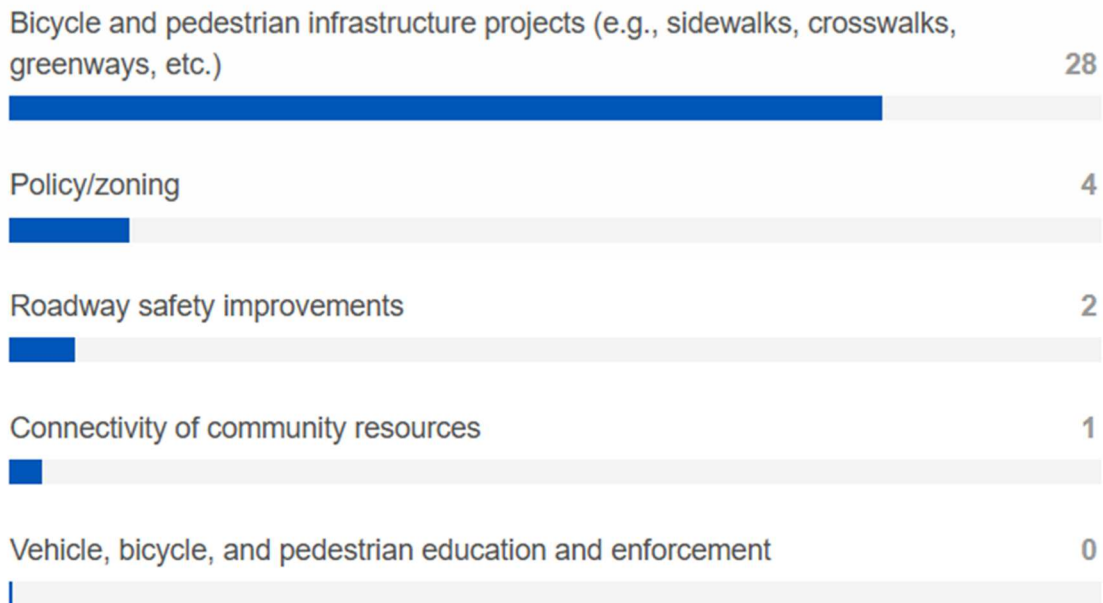 Bicycle and pedestrian infrastructure projects (e.g., sidewalks, crosswalks,
greenways, etc.) 28
Policy/zoning 4
Roadway safety improvements 2
Connectivity of community resources 1
Vehicle, bicycle, and pedestrian education and enforcement 0